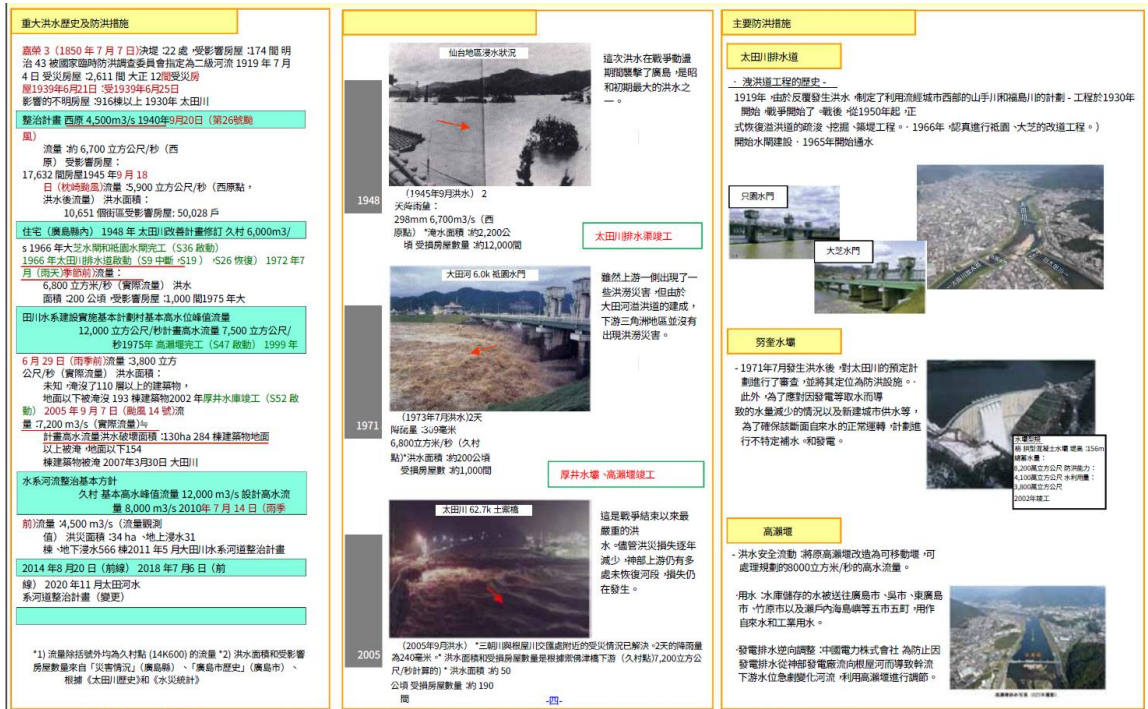 重大洪水歷史及防洪措施
嘉榮 3（1850 年 7 月 7 日)決堤 :22 處 ,受影響房屋 :174 間 明
治 43 被國家臨時防洪調查委員會指定為二級河流 1919 年 7 月
4 日 受災房屋 :2,611 間 大正 12間受災房
屋1939年6月21日 :受1939年6月25日
影響的不明房屋 :916棟以上 1930年 太田川
整治計畫 西原 4,500m3/s 1940年9月20日（第26號颱
風）
流量 :約 6,700 立方公尺/秒（西
原） 受影響房屋：
17,632 間房屋1945 年 9 月 18
日（枕崎颱風)流量 :5,900 立方公尺/秒（西原點，
洪水後流量） 洪水面積：
10,651 個街區受影響房屋: 50,028 戶
住宅（廣島縣內） 1948 年 太田川改善計畫修訂 久村 6,000m3/
s 1966 年大芝水閘和祇園水閘完工（S36 啟動）
1966 年太田川排水道啟動（S9 中斷 ,S19 ） ,S26 恢復） 1972 年7
月（雨天)季節前)流量：
6,800 立方米/秒（實際流量） 洪水
面積 :200 公頃 ,受影響房屋 :1,000 間1975 年大
田川水系建設實施基本計劃村基本高水位峰值流量
12,000 立方公尺/秒計畫高水流量 7,500 立方公尺/
秒1975年 高瀨堰完工（S47 啟動） 1999 年
6 月 29 日（雨季前)流量 :3,800 立方
公尺/秒（實際流量） 洪水面積：
未知 ,淹沒了110 層以上的建築物，
地面以下被淹沒 193 棟建築物2002 年厚井水庫竣工（S52 啟
動） 2005 年 9 月 7 日（颱風 14 號)流
量 :7,200 m3/s（實際流量)≒
計畫高水流量洪水破壞面積 :130ha 284 棟建築物地面
以上被淹 ,地面以下154
棟建築物被淹 2007年3月30日 大田川
水系河流整治基本方針
久村 基本高水峰值流量 12,000 m3/s 設計高水流
量 8,000 m3/s 2010年 7 月 14 日（雨季
前)流量 :4,500 m3/s（流量觀測
值） 洪災面積 :34 ha 、地上浸水31
棟 、地下浸水566 棟2011 年5 月大田川水系河道整治計畫
2014 年8 月20 日（前線） 2018 年7 月6 日（前
線） 2020 年11 月太田河水
系河道整治計畫（變更）
*1) 流量除括號外均為久村點 (14K600) 的流量 *2) 洪水面積和受影響
房屋數量來自「災害情況」（廣島縣） 、「廣島市歷史」（廣島市） 、
根據《太田川歷史》和《水災統計》
仙台地區浸水狀況
這次洪水在戰爭動盪
期間襲擊了廣島 ,是昭
和初期最大的洪水之
一。
1948
（1945年9月洪水） 2
天降雨量：
298mm 6,700m3/s（西
原點） *淹水面積 :約2,200公
頃 受損房屋數量 :約12,000間
太田川排水渠竣工
大田河 6.0k 祇園水門
雖然上游一側出現了一
些洪澇災害 ,但由於
大田河溢洪道的建成，
下游三角洲地區並沒有
出現洪澇災害。
1971
（1973年7月洪水)2天
降雨量 :309毫米
6,800立方米/秒（久村
點)*洪水面積 :約200公頃
受損房屋數 :約1,000間
厚井水壩 、高瀨堰竣工
太田川 62.7k 土居橋
這是戰爭結束以來最
嚴重的洪
水。儘管洪災損失逐年
減少 ,神部上游仍有多
處未恢復河段 ,損失仍
在發生。
2005
（2005年9月洪水） *三朝川與根屋川交匯處附近的受災情況已解決 。2天的降雨量
為240毫米。* 洪水面積和受損房屋數量是根據禦佛津橋下游（久村點)7,200立方公
尺/秒計算的) * 洪水面積 :約 50
公頃 受損房屋數量 :約 190
間
-四-
主要防洪措施
太田川排水道
· 洩洪道工程的歷史 -
1919年 ,由於反覆發生洪水 ,制定了利用流經城市西部的山手川和福島川的計劃 - 工程於1930年
開始 ,戰爭開始了 。戰後 ,從1950年起 ,正
式恢復溢洪道的疏浚 、挖掘 、築堤工程。· 1966年 ,認真進行祇園 、大芝的改道工程。）
開始水閘建設 · 1965年開始通水
只園水門
大芝水門
努奎水壩
- 1971年7月發生洪水後 ,對太田川的預定計
劃進行了審查 ,並將其定位為防洪設施。·
此外 ,為了應對因發電等取水而導
致的水量減少的情況以及新建城市供水等，
為了確保該斷面自來水的正常運轉 ,計劃進
行不特定補水。和發電。
格 拱型混凝土水壩 堤高 :156m
總蓄水量：
8,200萬立方公尺 防洪能力：
4,100萬立方公尺 水利用量：
3,800萬立方公尺
2002年竣工
高瀨堰
- 洪水安全流動 :將原高瀨堰改造為可移動堰 ,可
處理規劃的8000立方米/秒的高水流量。
·用水 :水庫儲存的水被送往廣島市 、吳市 、東廣島
市 、竹原市以及瀨戶內海島嶼等五市五町 ,用作
自來水和工業用水。
·發電排水逆向調整 :中國電力株式會社 為防止因
發電排水從神部發電廠流向根屋河而導致幹流
下游水位急劇變化河流 ,利用高瀨堰進行調節。